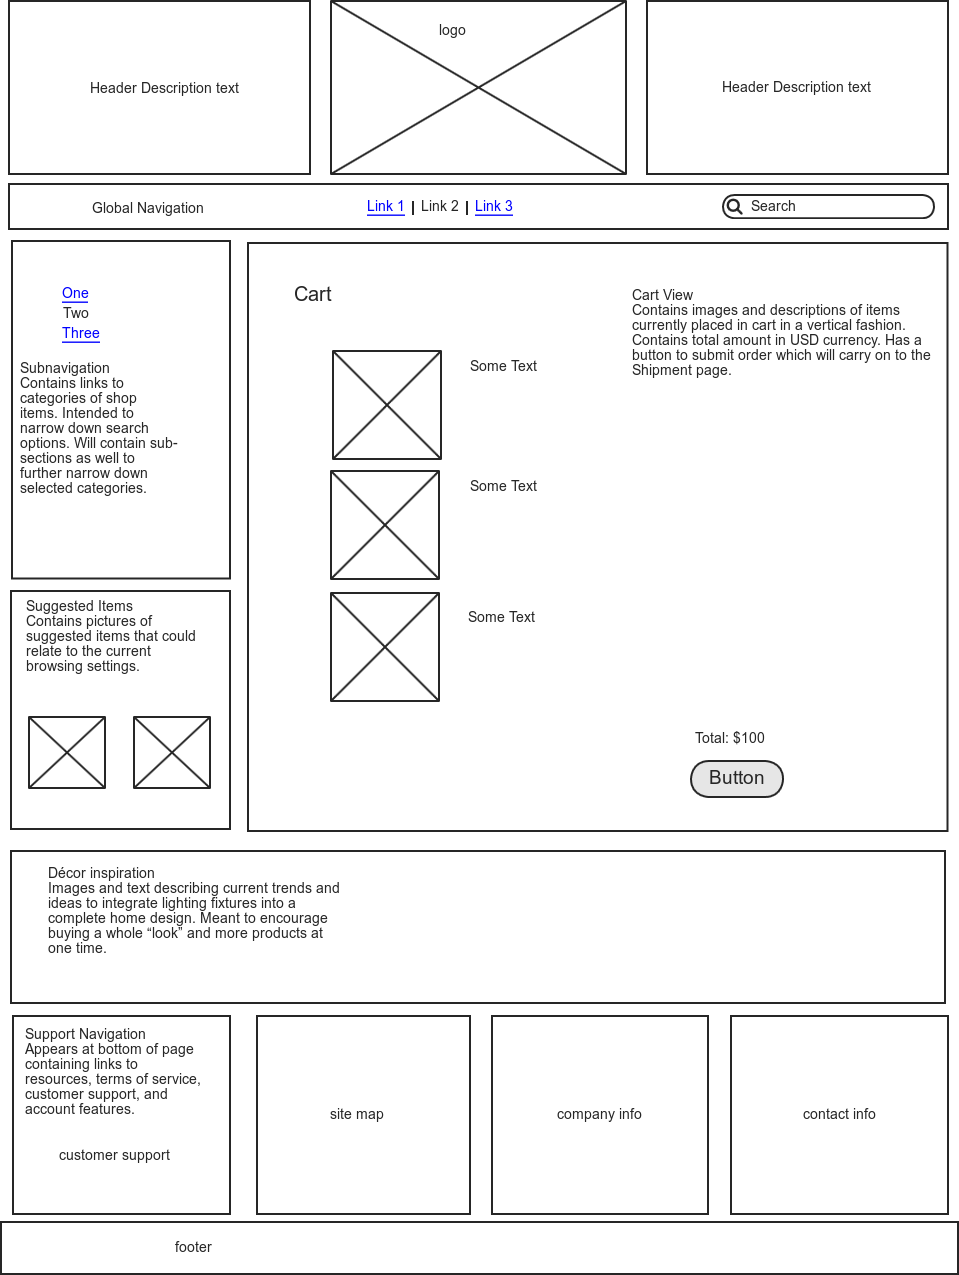 logo
Header Description text
Header Description text
Global Navigation
Link 1 | Link 2 | Link 3
Search
One
Two
Three
Subnavigation
Contains links to
categories of shop
items. Intended to
narrow down search
options. Will contain sub-
sections as well to
further narrow down
selected categories.
Suggested Items
Contains pictures of
suggested items that could
relate to the current
browsing settings.
Cart
Cart View
Contains images and descriptions of items
currently placed in cart in a vertical fashion.
Contains total amount in USD currency. Has a
button to submit order which will carry on to the
Shipment page.
Some Text
Some Text
Some Text
Total: $100
Button
Décor inspiration
Images and text describing current trends and
ideas to integrate lighting fixtures into a
complete home design. Meant to encourage
buying a whole “look” and more products at
one time.
Support Navigation
Appears at bottom of page
containing links to
resources, terms of service,
customer support, and
account features.
customer support
site map
company info
contact info
footer